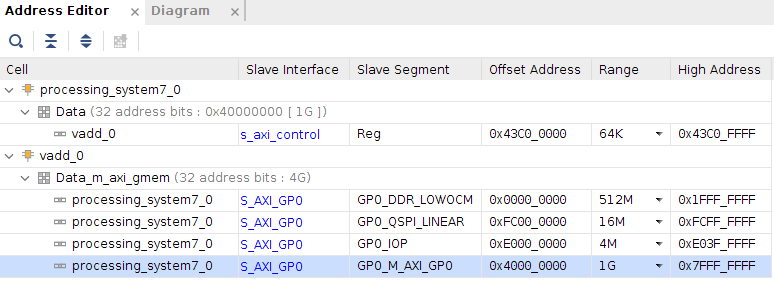 Address Editor × Diagram ×
Cell Slave Interface Slave Segment Offset Address Range High Address
processing_system7_0
Data (32 address bits : 0x40000000 [ 1G ])
vadd_0 s_axi_control Reg 0x43C0_0000 64K 0x43C0_FFFF
vadd_0
Data_m_axi_gmem (32 address bits : 4G)
processing_system7_0 S_AXI_GP0 GP0_DDR_LOWOCM 0x0000_0000 512M 0x1FFF_FFFF
processing_system7_0 S_AXI_GP0 GP0_QSPI_LINEAR 0xFC00_0000 16M 0xFCFF_FFFF
processing_system7_0 S_AXI_GP0 GP0_IOP 0xE000_0000 4M 0xE03F_FFFF
processing_system7_0 S_AXI_GP0 GP0_M_AXI_GP0 0x4000_0000 1G 0x7FFF_FFFF